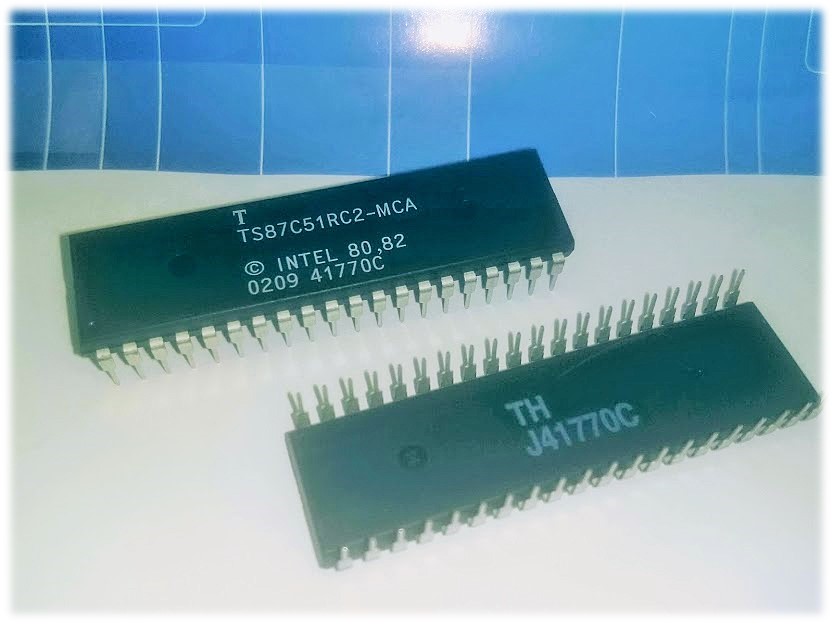 T
TS87C51RC2-MCA
© INTEL 80,82
0209 41770C
TH
J41770C